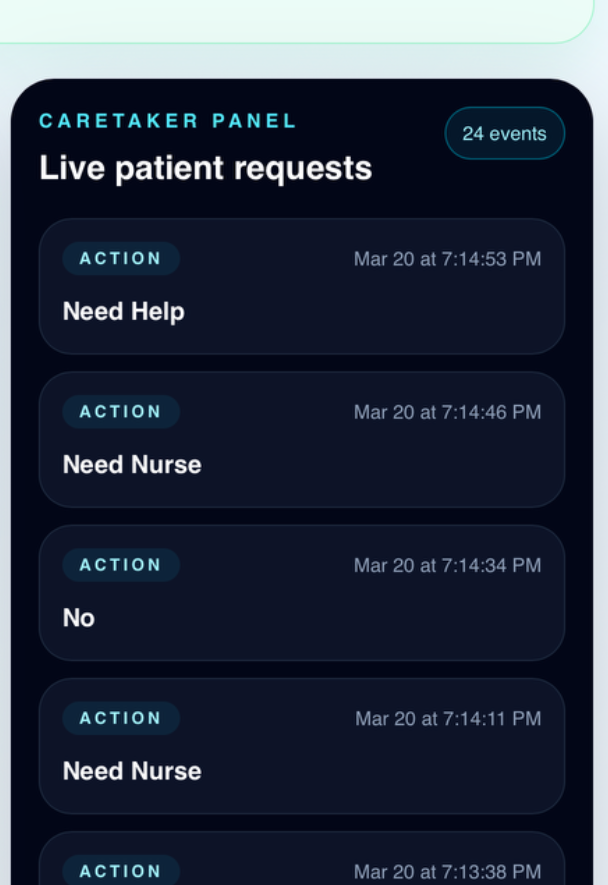 CARETAKER PANEL
24 events
Live patient requests
ACTION
Mar 20 at 7:14:53 PM
Need Help
ACTION
Mar 20 at 7:14:46 PM
Need Nurse
ACTION
Mar 20 at 7:14:34 PM
No
ACTION
Mar 20 at 7:14:11 PM
Need Nurse
ACTION
Mar 20 at 7:13:38 PM